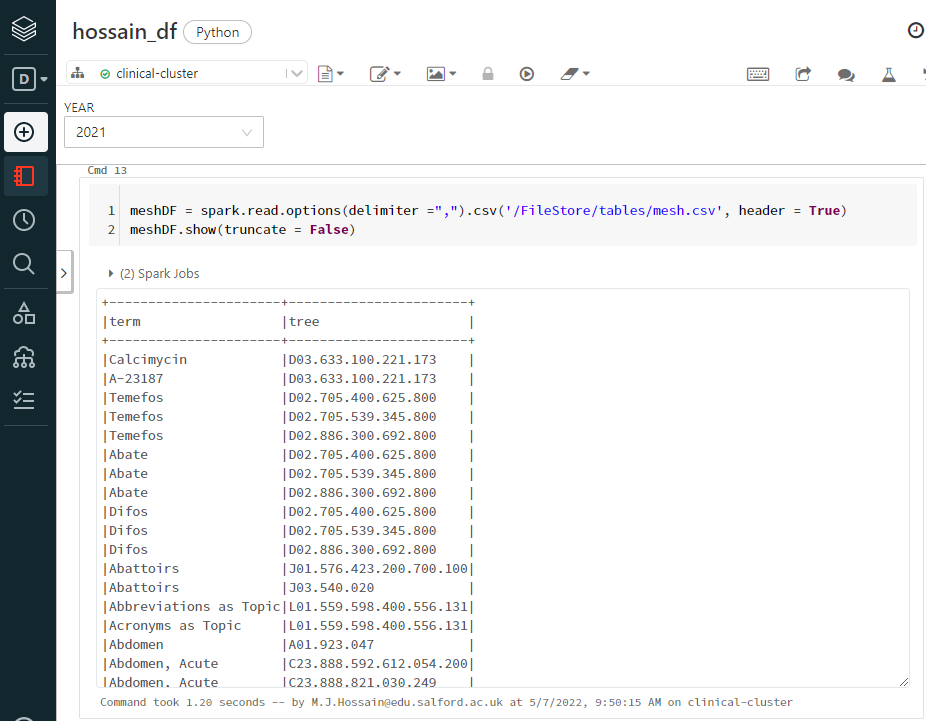 hossain_df Python
D
clinical-cluster
YEAR
2021
Cmd 13
1 meshDF = spark.read.options(delimiter =",").csv('/FileStore/tables/mesh.csv', header = True)
2 meshDF.show(truncate = False)
(2) Spark Jobs
+----------------------+-----------------------+
|term                  |tree                   |
+----------------------+-----------------------+
|Calcimycin            |D03.633.100.221.173    |
|A-23187               |D03.633.100.221.173    |
|Temefos               |D02.705.400.625.800    |
|Temefos               |D02.705.539.345.800    |
|Temefos               |D02.886.300.692.800    |
|Abate                 |D02.705.400.625.800    |
|Abate                 |D02.705.539.345.800    |
|Abate                 |D02.886.300.692.800    |
|Difos                 |D02.705.400.625.800    |
|Difos                 |D02.705.539.345.800    |
|Difos                 |D02.886.300.692.800    |
|Abattoirs             |J01.576.423.200.700.100|
|Abattoirs             |J03.540.020            |
|Abbreviations as Topic|L01.559.598.400.556.131|
|Acronyms as Topic     |L01.559.598.400.556.131|
|Abdomen               |A01.923.047            |
|Abdomen, Acute        |C23.888.592.612.054.200|
|Abdomen, Acute        |C23.888.821.030.249    |
Command took 1.20 seconds -- by M.J.Hossain@edu.salford.ac.uk at 5/7/2022, 9:50:15 AM on clinical-cluster